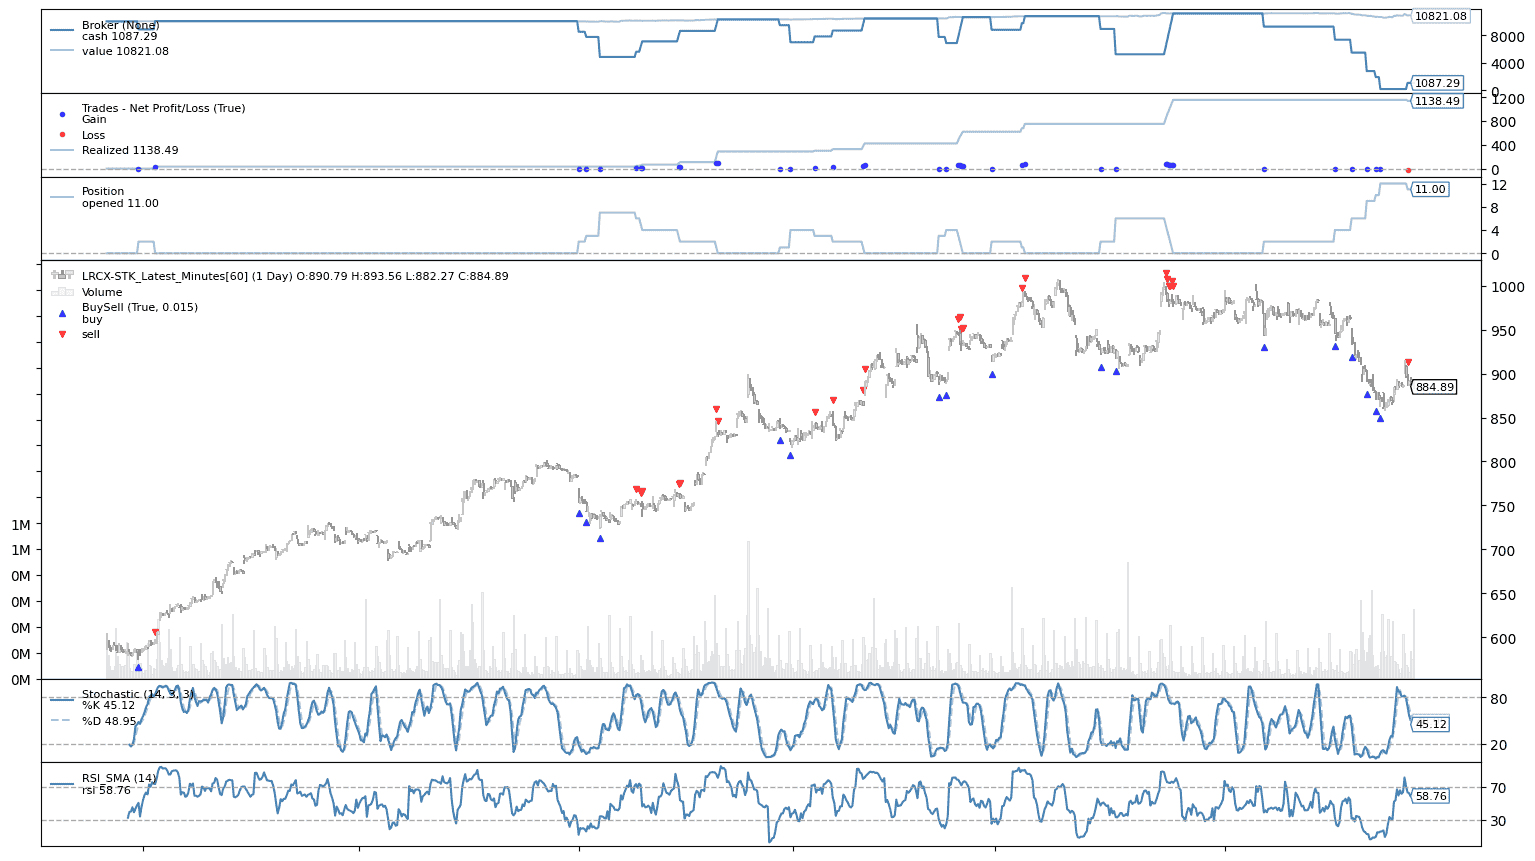 Broker (None)
cash 1087.29
value 10821.08
10821.08
8000
4000
1087.29
0
Trades - Net Profit/Loss (True)
Gain
Loss
Realized 1138.49
1200
1138.49
800
400
0
Position
opened 11.00
12
11.00
8
4
0
LRCX-STK_Latest_Minutes[60] (1 Day) O:890.79 H:893.56 L:882.27 C:884.89
Volume
BuySell (True, 0.015)
buy
sell
1000
950
900
884.89
850
800
750
700
650
600
1M
1M
0M
0M
0M
0M
0M
Stochastic (14, 3, 3)
%K 45.12
%D 48.95
80
45.12
20
RSI_SMA (14)
rsi 58.76
70
58.76
30